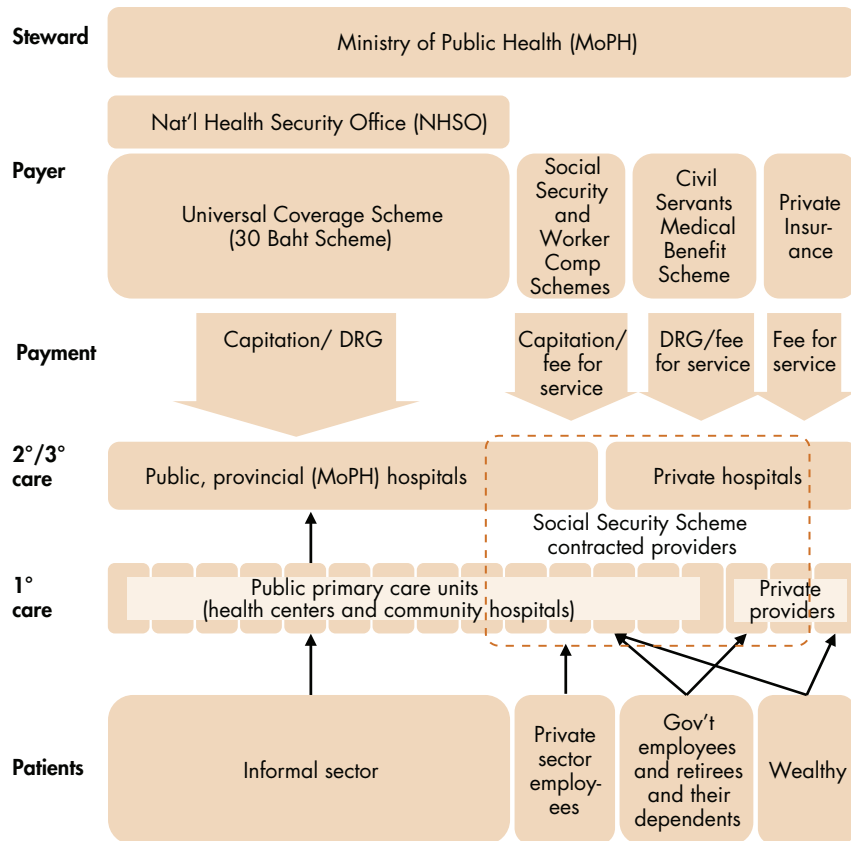 Steward
Ministry of Public Health (MoPH)
Nat’l Health Security Office (NHSO)
Payer
Universal Coverage Scheme
(30 Baht Scheme)
Social
Security
and
Worker
Comp
Schemes
Civil
Servants
Medical
Benefit
Scheme
Private
Insur-
ance
Payment
Capitation/ DRG
Capitation/
fee for
service
DRG/fee
for service
Fee for
service
2°/3°
care
Public, provincial (MoPH) hospitals
Private hospitals
Social Security Scheme
contracted providers
1°
care
Public primary care units
(health centers and community hospitals)
Private
providers
Patients
Informal sector
Private
sector
employ-
ees
Gov’t
employees
and retirees
and their
dependents
Wealthy